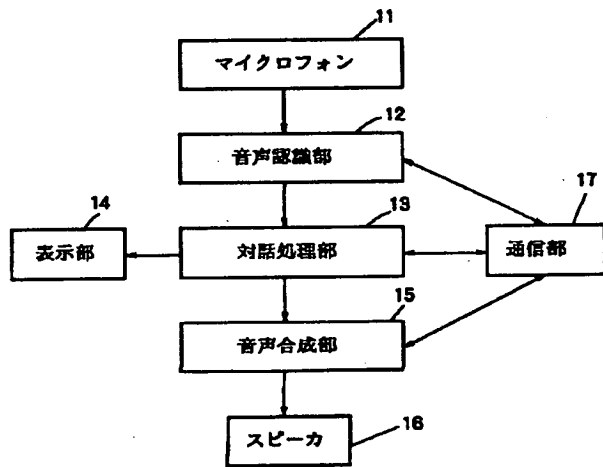 11
マイクロフォン
12
音声認識部
13
対話処理部
14
表示部
17
通信部
15
音声合成部
16
スピーカ